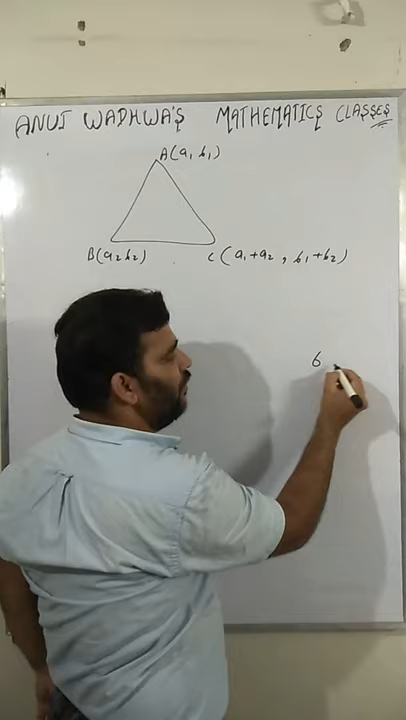 ANUJ WADHWA'S MATHEMATICS CLASSES
A(a₁ b₁)
B(a₂ b₂) C(a₁+a₂ , b₁+b₂)
6